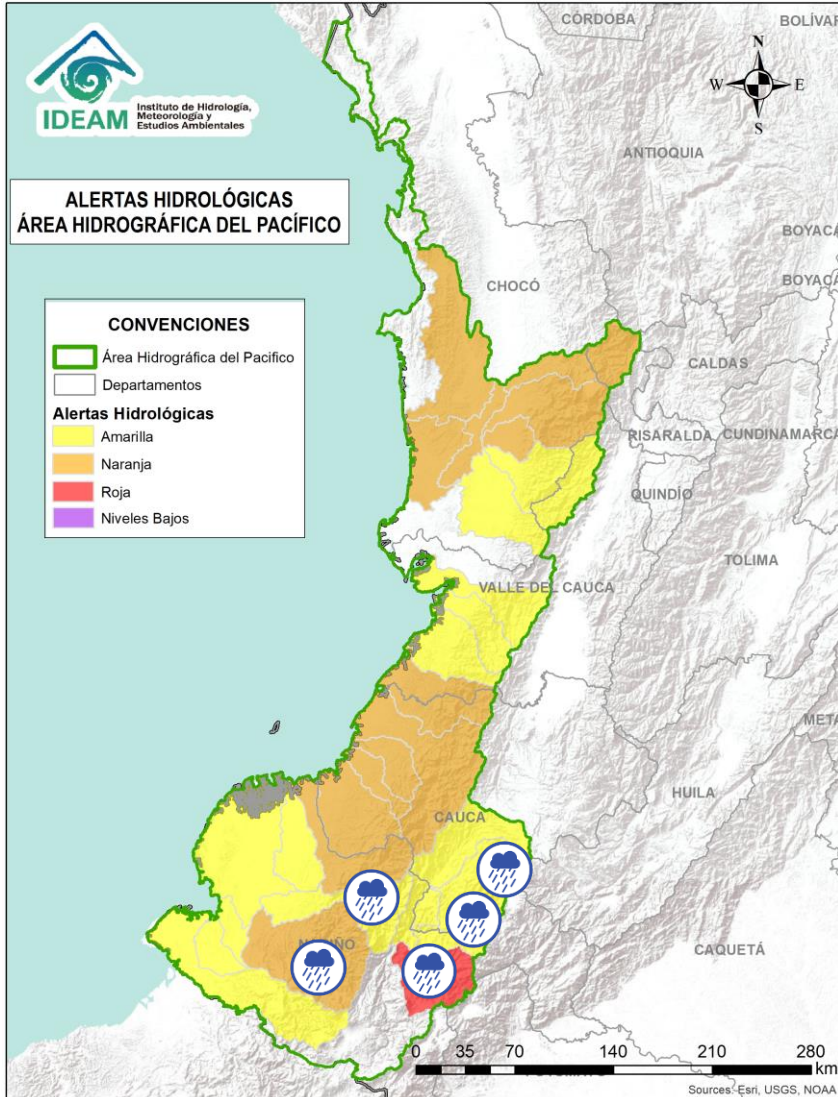 CÓRDOBA
BOLÍVAR
IDEAM
Instituto de Hidrología,
Meteorología y
Estudios Ambientales
N
W
E
S
ANTIOQUIA
ALERTAS HIDROLÓGICAS
ÁREA HIDROGRÁFICA DEL PACÍFICO
BOYACÁ
BOYACÁ
CHOCÓ
CONVENCIONES
Área Hidrográfica del Pacifico
Departamentos
Alertas Hidrológicas
Amarilla
Naranja
Roja
Niveles Bajos
CALDAS
RISARALDA
CUNDINAMARCA
QUINDÍO
TOLIMA
VALLE DEL CAUCA
META
HUILA
CAUCA
CAQUETÁ
0 35 70 140 210 280
km
Sources: Esri, USGS, NOAA